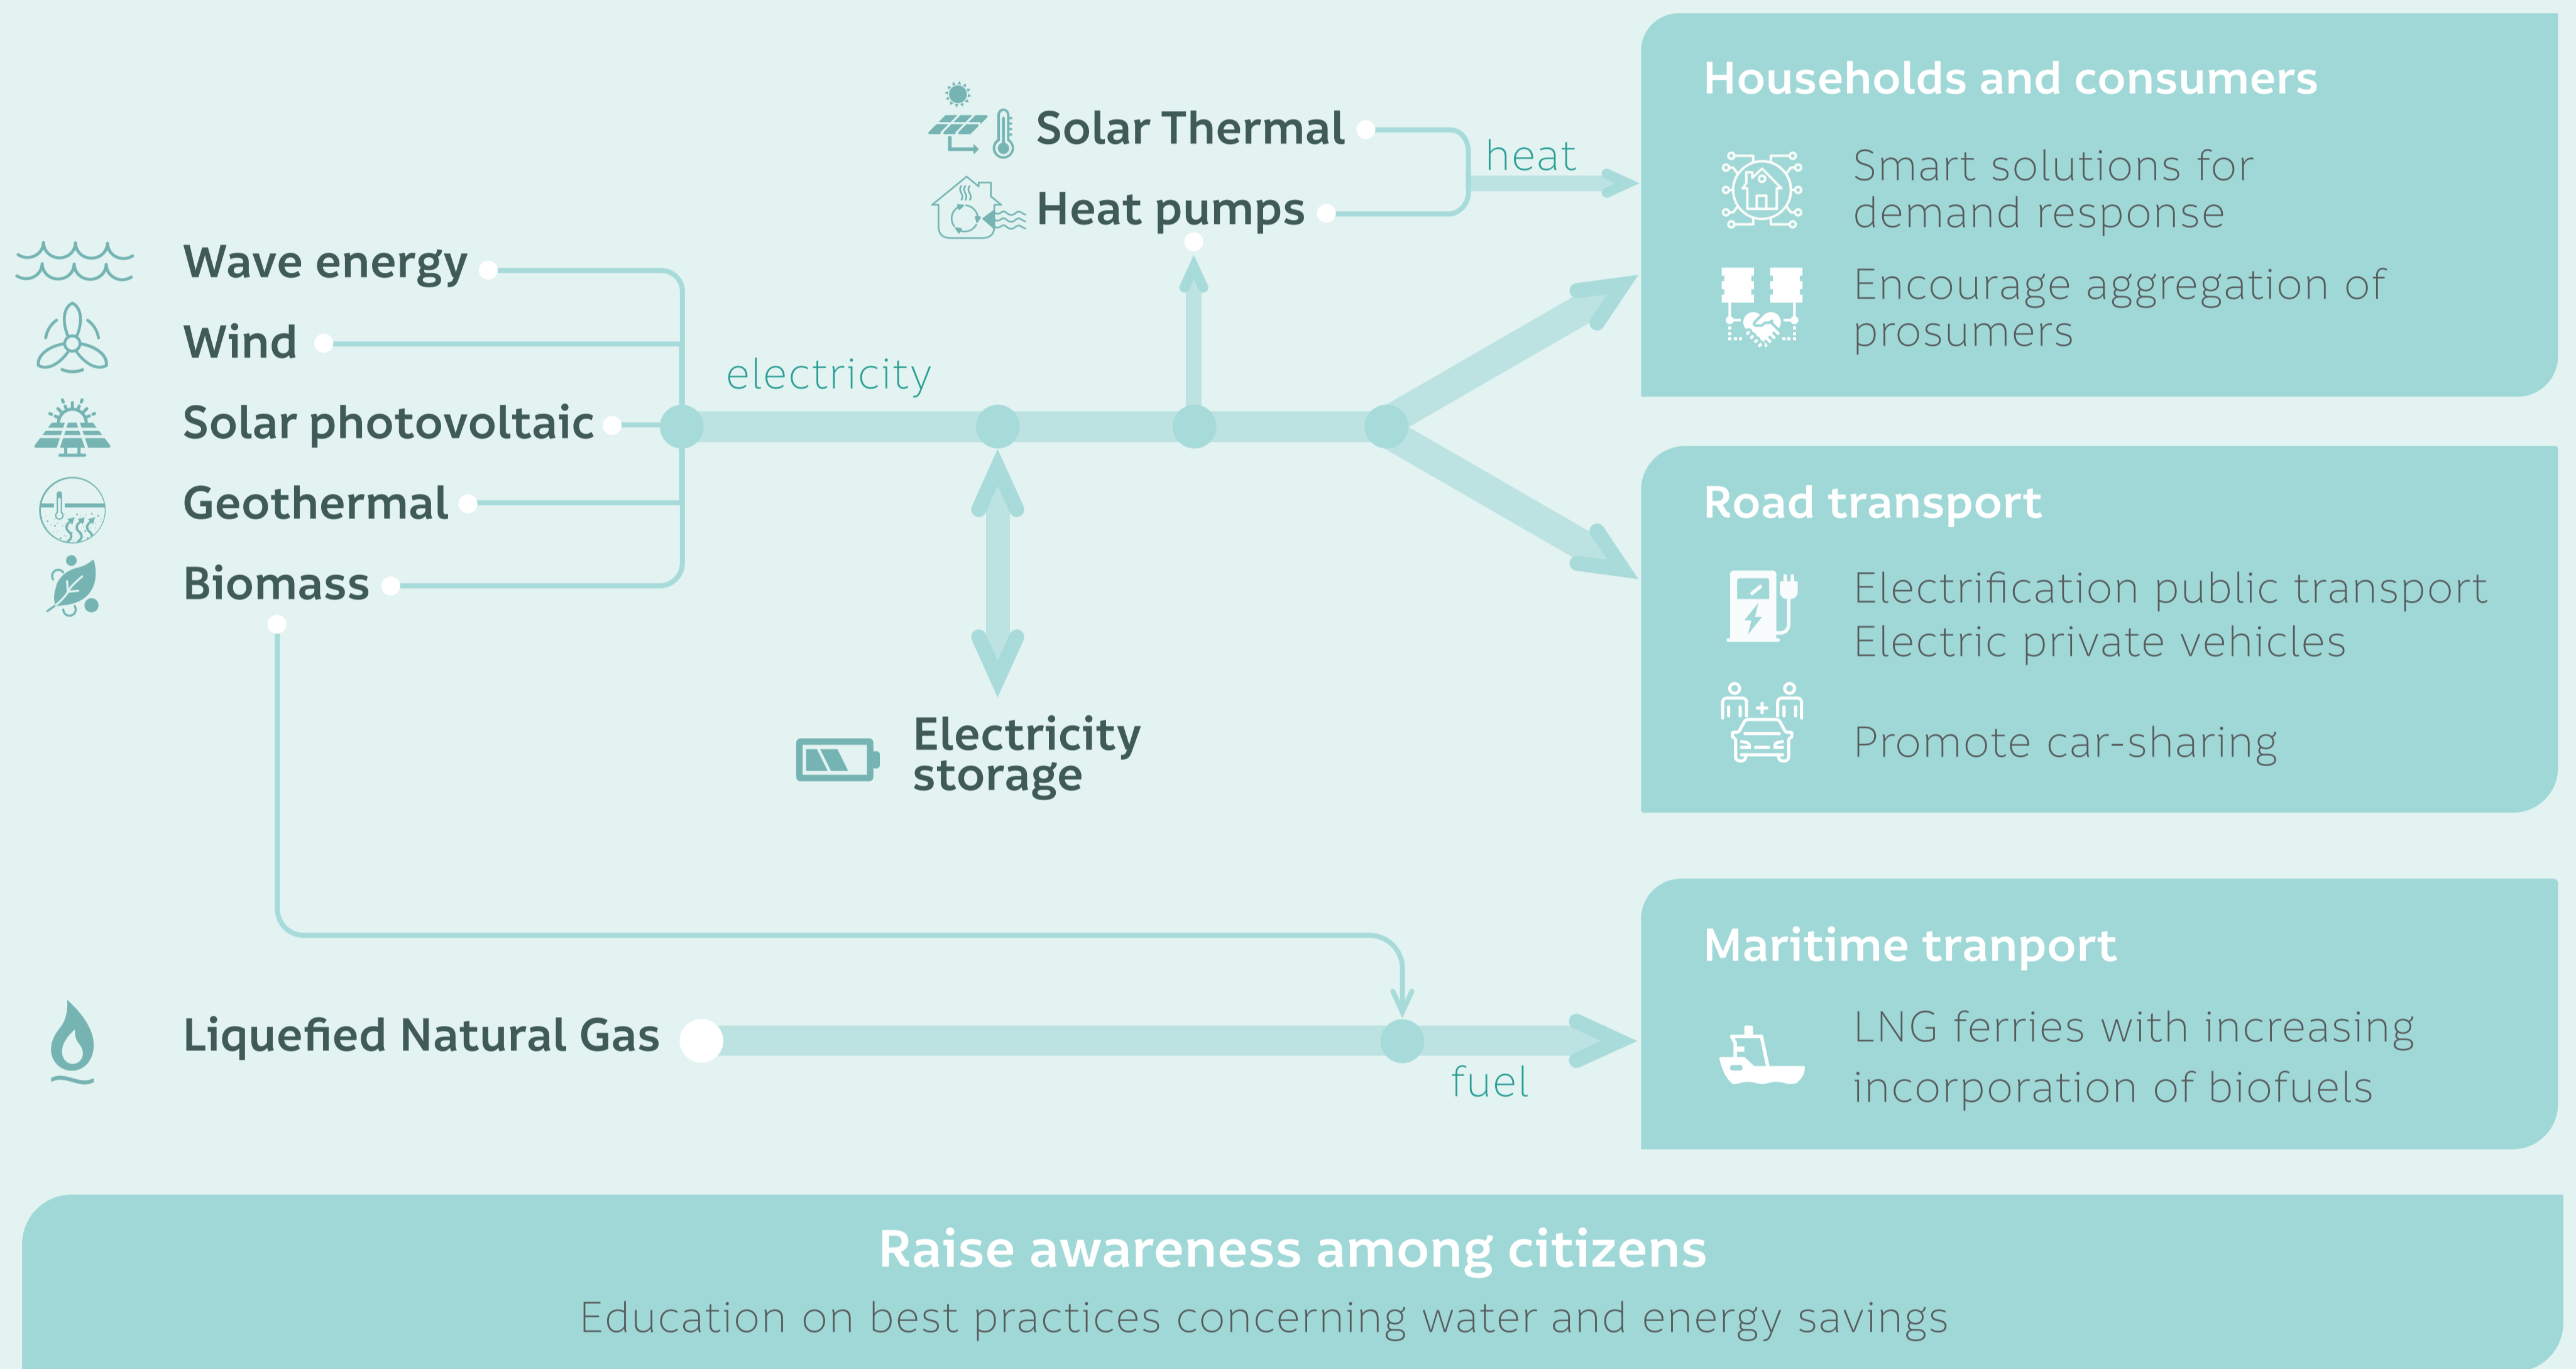 Solar Thermal
Heat pumps
heat
Wave energy
Wind
Solar photovoltaic
Geothermal
Biomass
electricity
Electricity
storage
Liquefied Natural Gas
fuel
Households and consumers
Smart solutions for
demand response
Encourage aggregation of
prosumers
Road transport
Electrification public transport
Electric private vehicles
Promote car-sharing
Maritime tranport
LNG ferries with increasing
incorporation of biofuels
Raise awareness among citizens
Education on best practices concerning water and energy savings